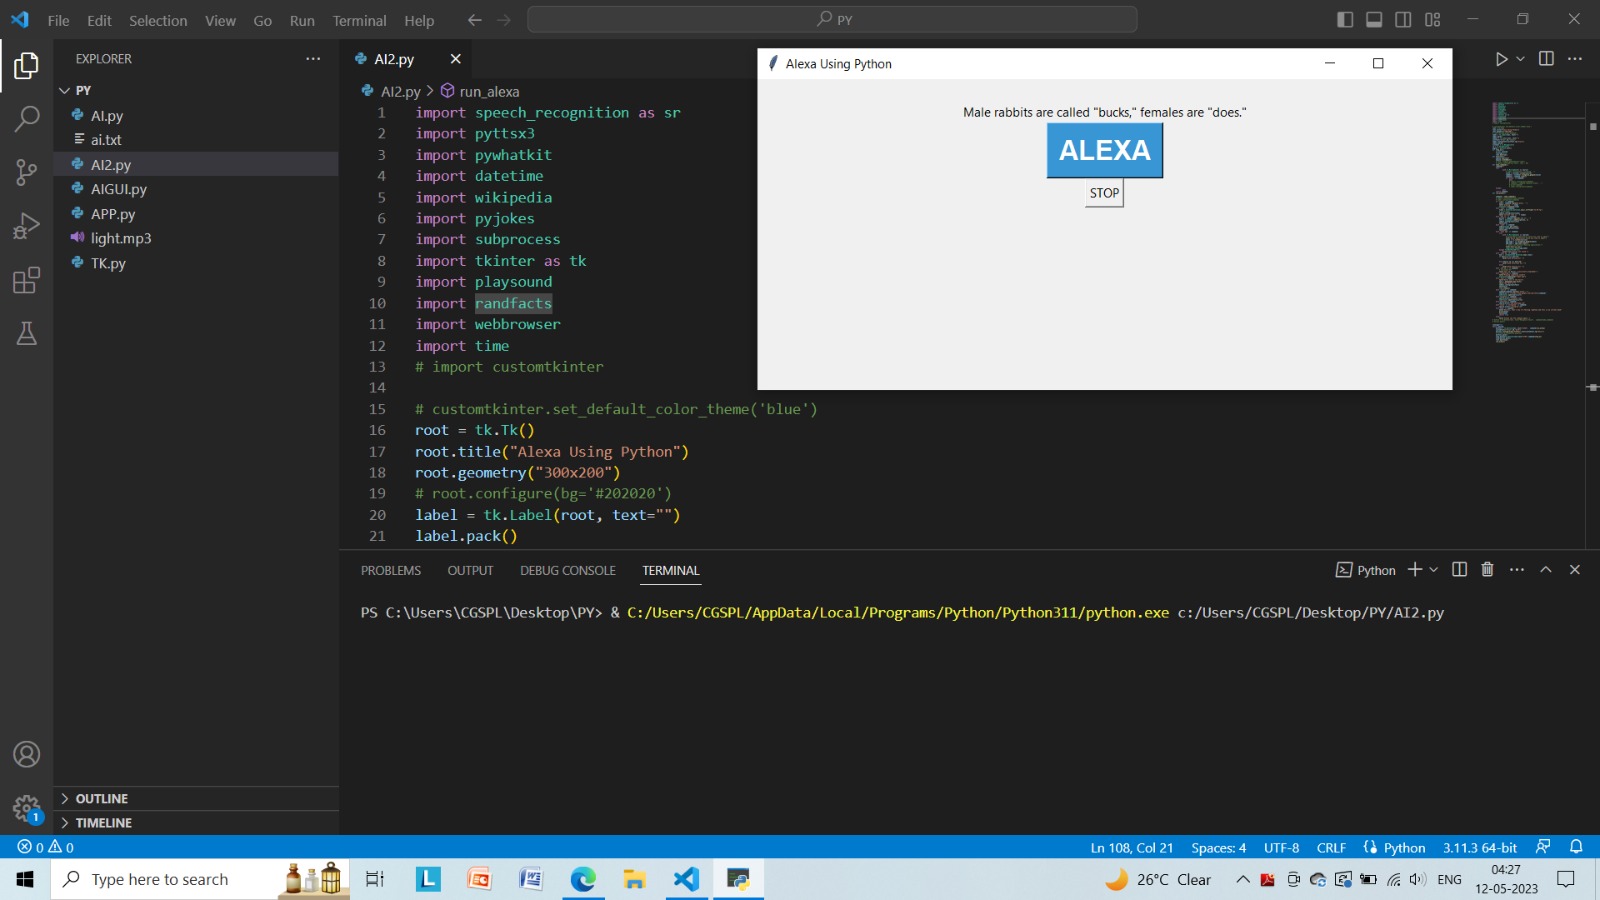 File Edit Selection View Go Run Terminal Help PY
EXPLORER
PY
AI.py
ai.txt
AI2.py
AIGUI.py
APP.py
light.mp3
TK.py
OUTLINE
TIMELINE
AI2.py
AI2.py > run_alexa
1 import speech_recognition as sr
2 import pyttsx3
3 import pywhatkit
4 import datetime
5 import wikipedia
6 import pyjokes
7 import subprocess
8 import tkinter as tk
9 import playsound
10 import randfacts
11 import webbrowser
12 import time
13 # import customtkinter
14
15 # customtkinter.set_default_color_theme('blue')
16 root = tk.Tk()
17 root.title("Alexa Using Python")
18 root.geometry("300x200")
19 # root.configure(bg='#202020')
20 label = tk.Label(root, text="")
21 label.pack()
Alexa Using Python
Male rabbits are called "bucks," females are "does."
ALEXA
STOP
PROBLEMS OUTPUT DEBUG CONSOLE TERMINAL Python
PS C:\Users\CGSPL\Desktop\PY> & C:/Users/CGSPL/AppData/Local/Programs/Python/Python311/python.exe c:/Users/CGSPL/Desktop/PY/AI2.py
1
0 0 Ln 108, Col 21 Spaces: 4 UTF-8 CRLF Python 3.11.3 64-bit
Type here to search L 26°C Clear ENG
04:27
12-05-2023